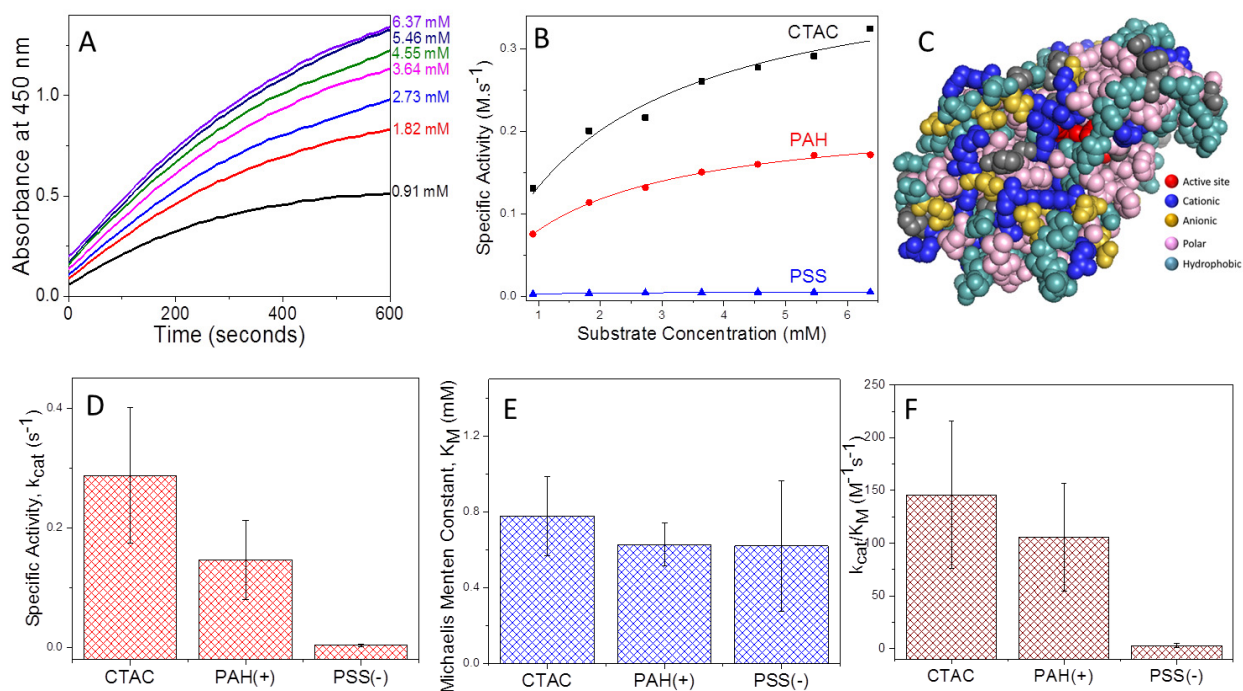 A
Absorbance at 450 nm
1.0
0.5
0.0
0
200
400
600
Time (seconds)
6.37 mM
5.46 mM
4.55 mM
3.64 mM
2.73 mM
1.82 mM
0.91 mM
B
Specific Activity (M.s⁻¹)
0.3
0.2
0.1
0.0
1
2
3
4
5
6
Substrate Concentration (mM)
CTAC
PAH
PSS
C
Active site
Cationic
Anionic
Polar
Hydrophobic
D
Specific Activity, kcat (s⁻¹)
0.4
0.2
0.0
CTAC
PAH(+)
PSS(-)
E
Michaelis Menten Constant, KM (mM)
1.2
0.8
0.4
0.0
CTAC
PAH(+)
PSS(-)
F
kcat/KM (M⁻¹s⁻¹)
250
200
150
100
50
0
CTAC
PAH(+)
PSS(-)